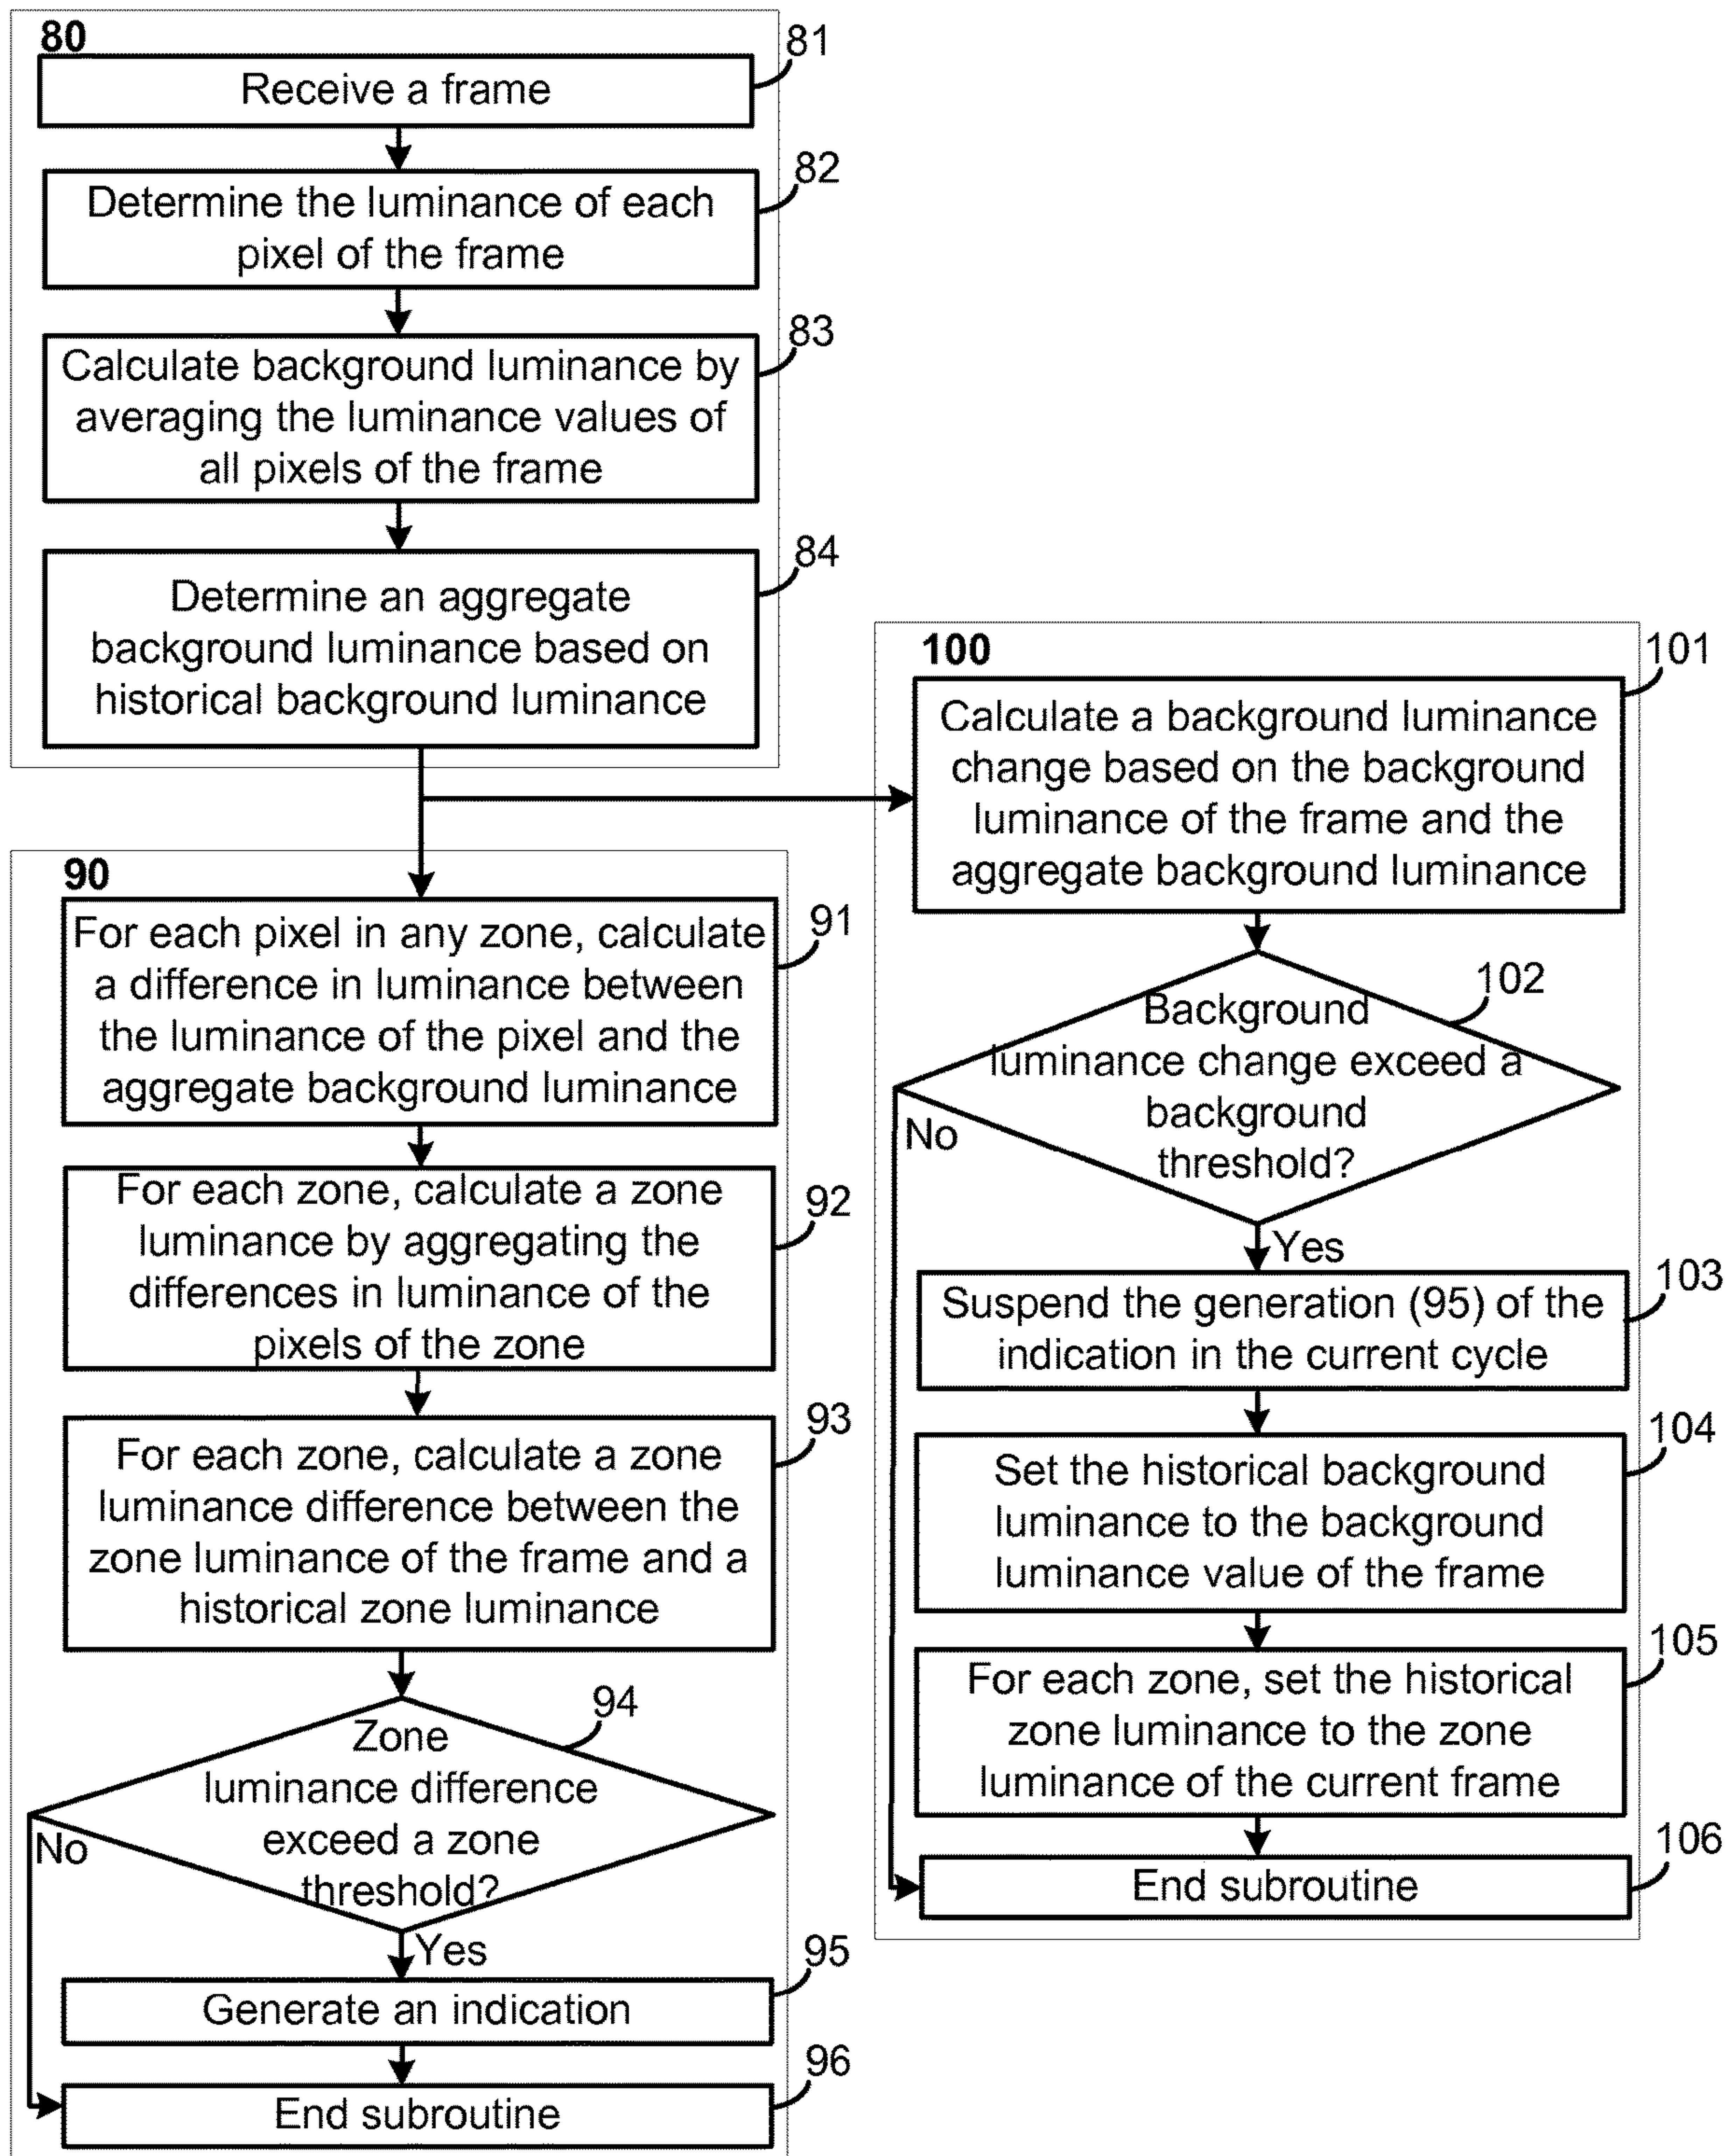 80
81
Receive a frame
82
Determine the luminance of each
pixel of the frame
83
Calculate background luminance by
averaging the luminance values of
all pixels of the frame
84
Determine an aggregate
background luminance based on
historical background luminance
90
91
For each pixel in any zone, calculate
a difference in luminance between
the luminance of the pixel and the
aggregate background luminance
92
For each zone, calculate a zone
luminance by aggregating the
differences in luminance of the
pixels of the zone
93
For each zone, calculate a zone
luminance difference between the
zone luminance of the frame and a
historical zone luminance
94
Zone
luminance difference
exceed a zone
threshold?
No
Yes
95
Generate an indication
96
End subroutine
100
101
Calculate a background luminance
change based on the background
luminance of the frame and the
aggregate background luminance
102
Background
luminance change exceed a
background
threshold?
No
Yes
103
Suspend the generation (95) of the
indication in the current cycle
104
Set the historical background
luminance to the background
luminance value of the frame
105
For each zone, set the historical
zone luminance to the zone
luminance of the current frame
106
End subroutine